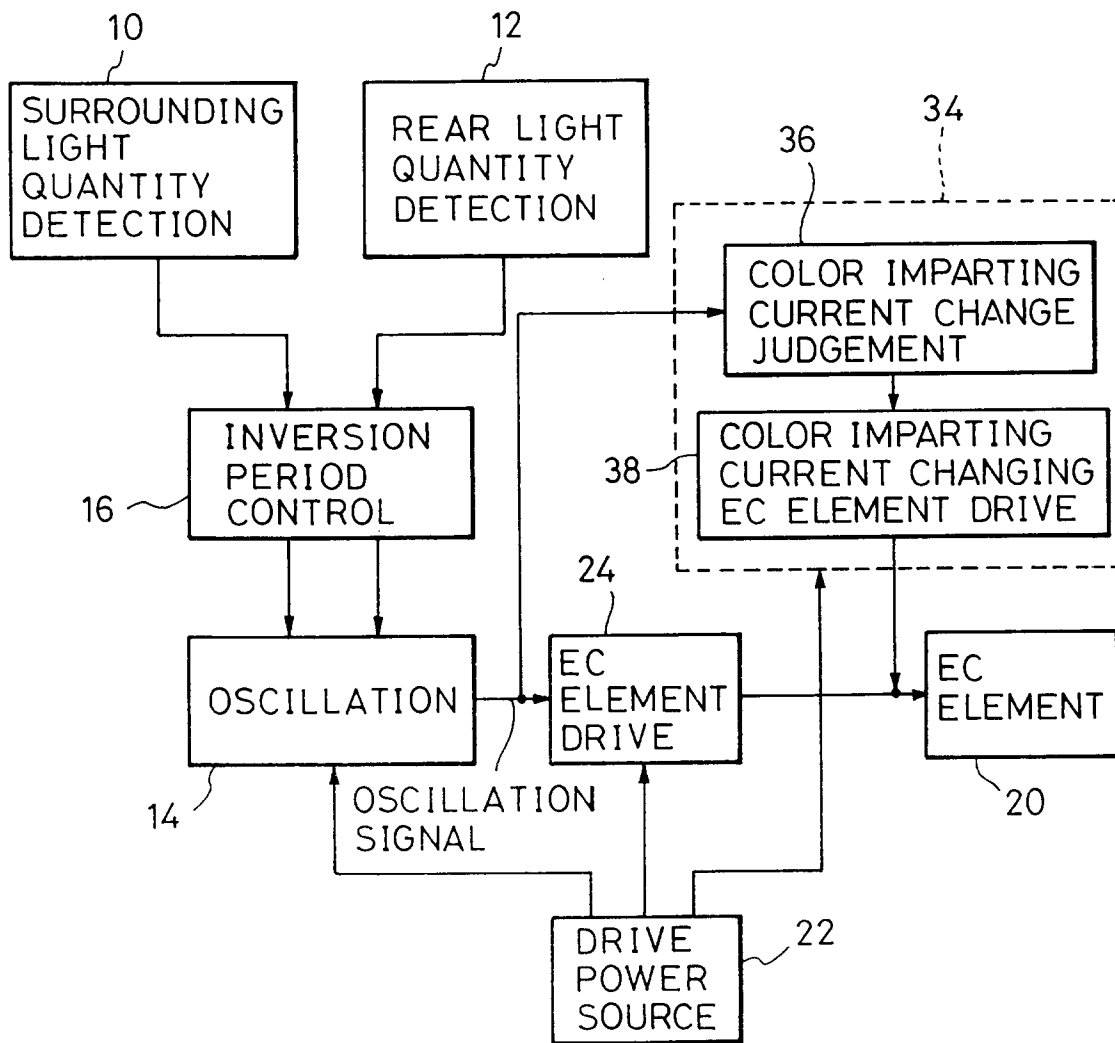 10
12
SURROUNDING
LIGHT
QUANTITY
DETECTION
REAR LIGHT
QUANTITY
DETECTION
34
36
COLOR IMPARTING
CURRENT CHANGE
JUDGEMENT
INVERSION
PERIOD
CONTROL
16
38
COLOR IMPARTING
CURRENT CHANGING
EC ELEMENT DRIVE
24
OSCILLATION
14
EC
ELEMENT
DRIVE
EC
ELEMENT
20
OSCILLATION
SIGNAL
DRIVE
POWER
SOURCE
22